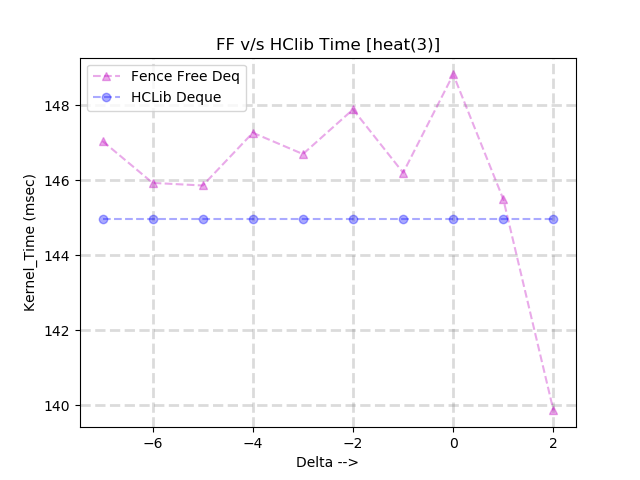 FF v/s HClib Time [heat(3)]
Fence Free Deq
HCLib Deque
148
146
144
142
140
Kernel_Time (msec)
−6
−4
−2
0
2
Delta -->